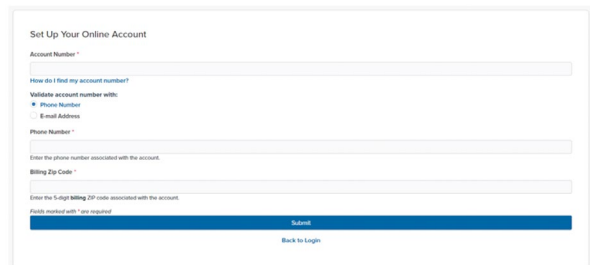 Set Up Your Online Account
Account Number *
How do I find my account number?
Validate account number with:
Phone Number
E-mail Address
Phone Number *
Enter the phone number associated with the account.
Billing Zip Code *
Enter the 5-digit billing ZIP code associated with the account.
Fields marked with * are required
Submit
Back to Login